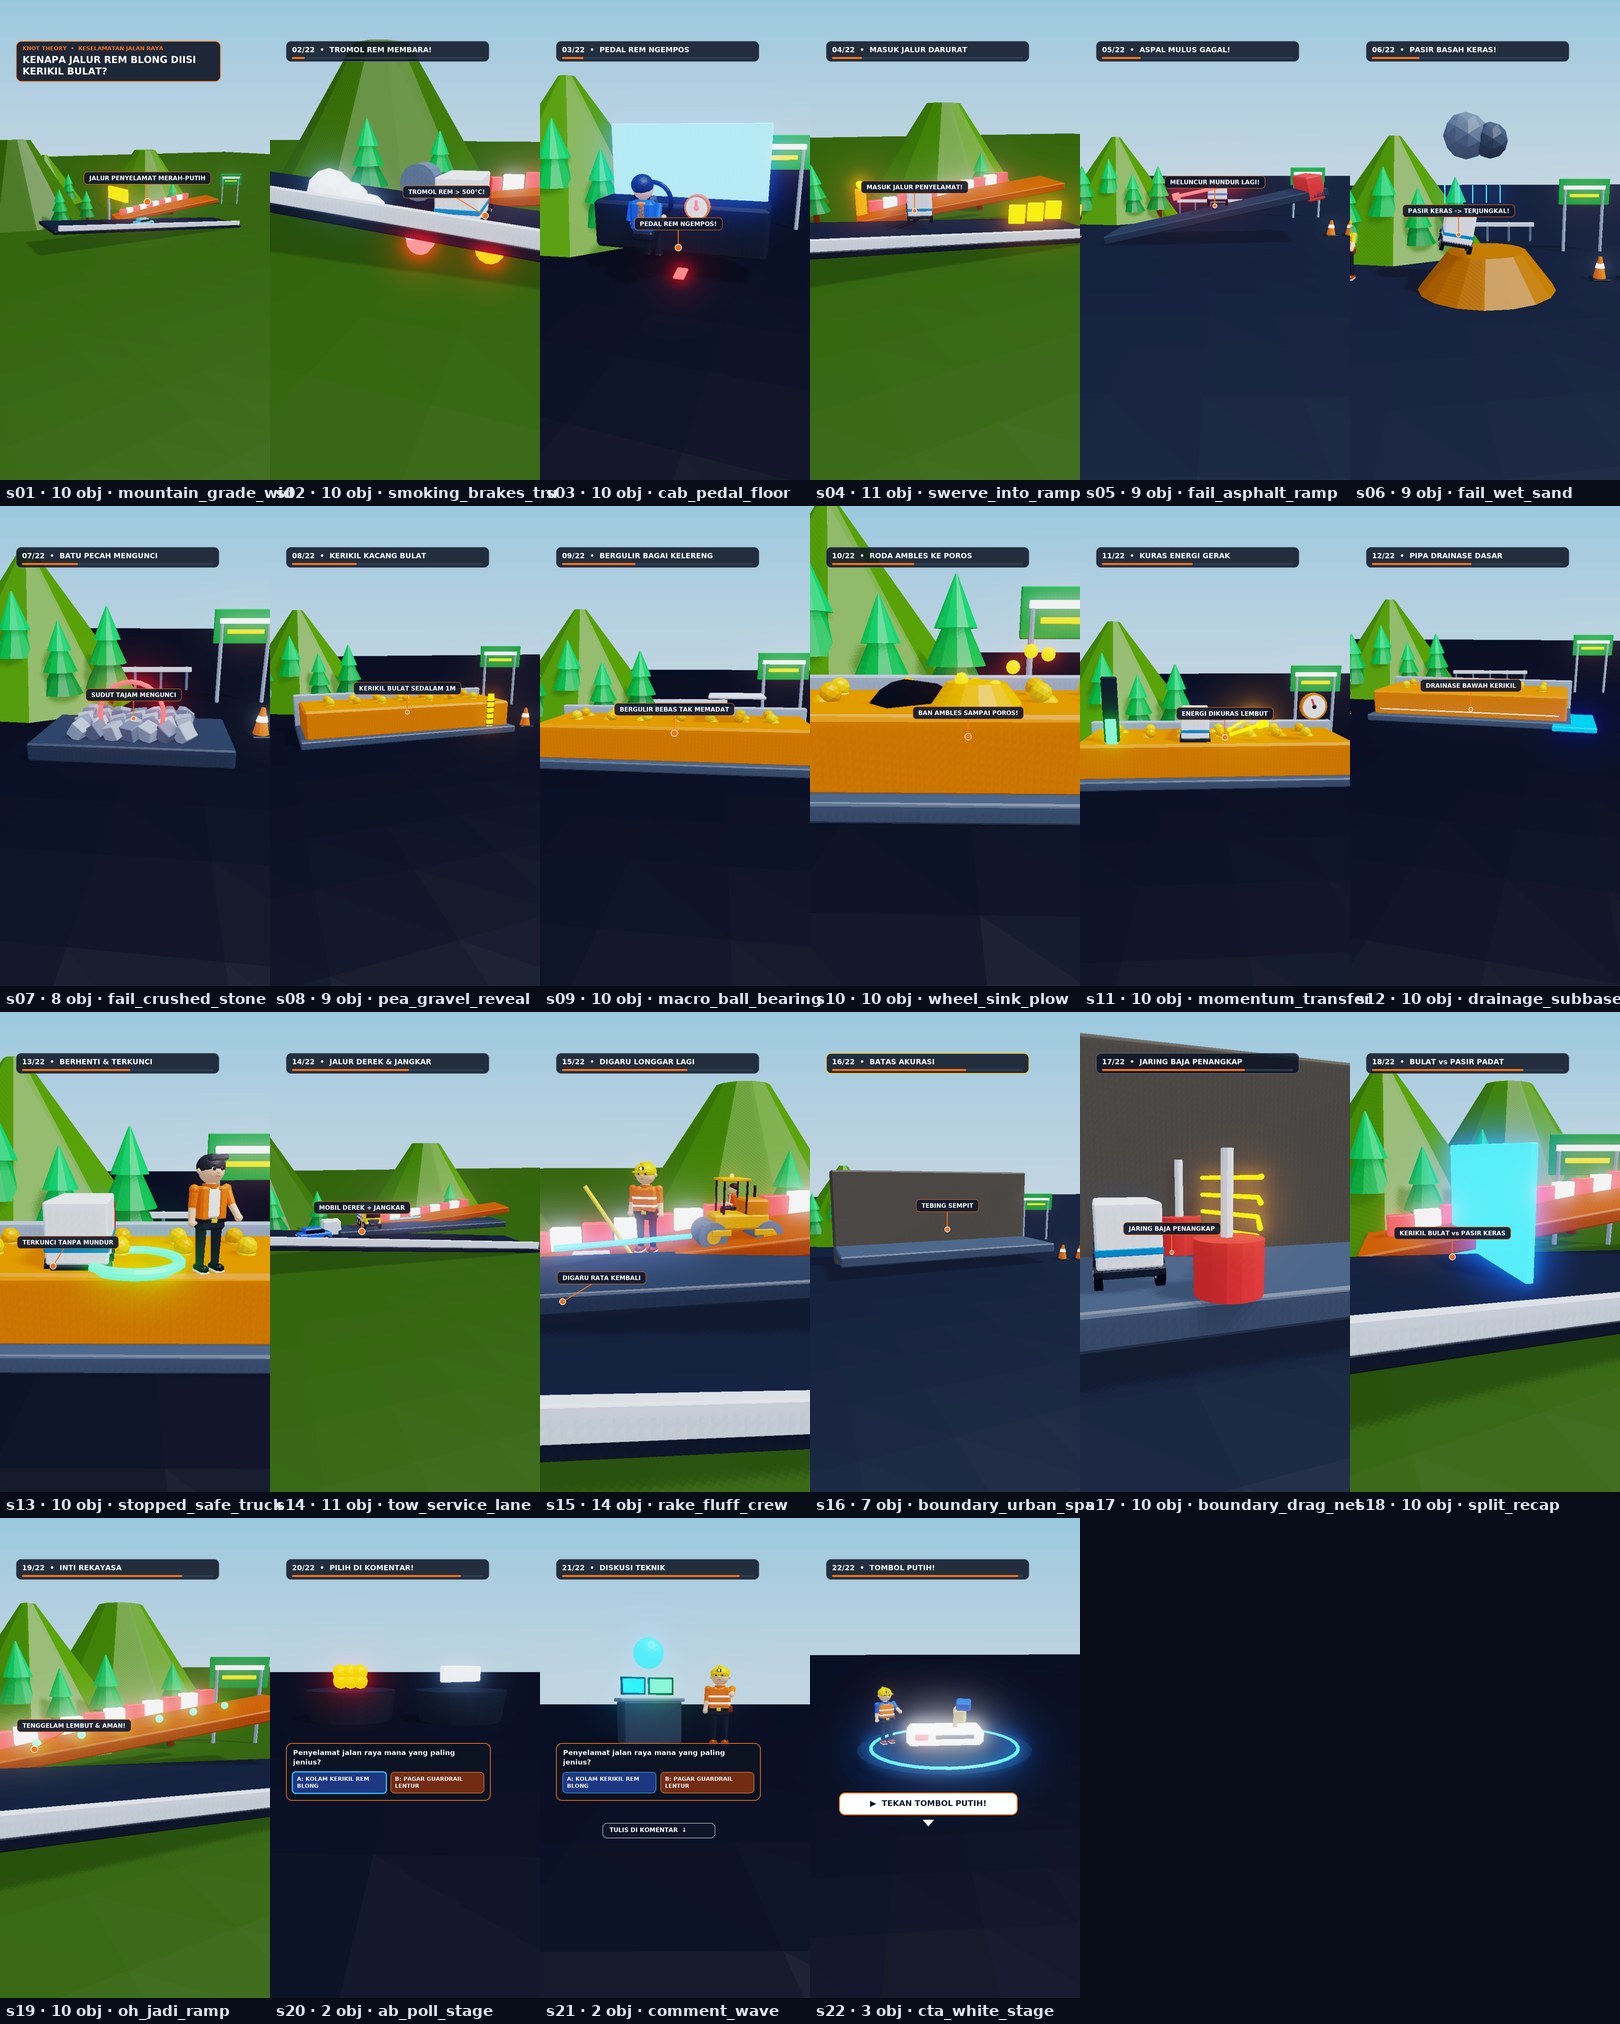 KNOT THEORY • KESELAMATAN JALAN RAYA
KENAPA JALUR REM BLONG DIISI
KERIKIL BULAT?
JALUR PENYELAMAT MERAH-PUTIH
02/22 • TROMOL REM MEMBARA!
TROMOL REM > 500°C!
03/22 • PEDAL REM NGEMPOS
PEDAL REM NGEMPOS!
04/22 • MASUK JALUR DARURAT
MASUK JALUR PENYELAMAT!
05/22 • ASPAL MULUS GAGAL!
MELUNCUR MUNDUR LAGI!
06/22 • PASIR BASAH KERAS!
PASIR KERAS -> TERJUNGKAL!
s01 · 10 obj · mountain_grade_
s02 · 10 obj · smoking_brakes_
s03 · 10 obj · cab_pedal_floor
s04 · 11 obj · swerve_into_ramp
s05 · 9 obj · fail_asphalt_ramp
s06 · 9 obj · fail_wet_sand
07/22 • BATU PECAH MENGUNCI
SUDUT TAJAM MENGUNCI
08/22 • KERIKIL KACANG BULAT
KERIKIL BULAT SEDALAM 1M
09/22 • BERGULIR BAGAI KELERENG
BERGULIR BEBAS TAK MEMADAT
10/22 • RODA AMBLES KE POROS
BAN AMBLES SAMPAI POROS!
11/22 • KURAS ENERGI GERAK
ENERGI DIKURAS LEMBUT
12/22 • PIPA DRAINASE DASAR
DRAINASE BAWAH KERIKIL
s07 · 8 obj · fail_crushed_stone
s08 · 9 obj · pea_gravel_reveal
s09 · 10 obj · macro_ball_bearing
s10 · 10 obj · wheel_sink_plow
s11 · 10 obj · momentum_transfe
s12 · 10 obj · drainage_subbase
13/22 • BERHENTI & TERKUNCI
TERKUNCI TANPA MUNDUR
14/22 • JALUR DEREK & JANGKAR
MOBIL DEREK + JANGKAR
15/22 • DIGARU LONGGAR LAGI
DIGARU RATA KEMBALI
16/22 • BATAS AKURASI
TEBING SEMPIT
17/22 • JARING BAJA PENANGKAP
JARING BAJA PENANGKAP
18/22 • BULAT vs PASIR PADAT
KERIKIL BULAT vs PASIR KERAS
s13 · 10 obj · stopped_safe_truck
s14 · 11 obj · tow_service_lane
s15 · 14 obj · rake_fluff_crew
s16 · 7 obj · boundary_urban_spa
s17 · 10 obj · boundary_drag_net
s18 · 10 obj · split_recap
19/22 • INTI REKAYASA
TENGGELAM LEMBUT & AMAN!
20/22 • PILIH DI KOMENTAR!
Penyelamat jalan raya mana yang paling
jenius?
A: KOLAM KERIKIL REM
BLONG
B: PAGAR GUARDRAIL
LENTUR
21/22 • DISKUSI TEKNIK
Penyelamat jalan raya mana yang paling
jenius?
A: KOLAM KERIKIL REM
BLONG
B: PAGAR GUARDRAIL
LENTUR
TULIS DI KOMENTAR ↓
22/22 • TOMBOL PUTIH!
▶ TEKAN TOMBOL PUTIH!
s19 · 10 obj · oh_jadi_ramp
s20 · 2 obj · ab_poll_stage
s21 · 2 obj · comment_wave
s22 · 3 obj · cta_white_stage